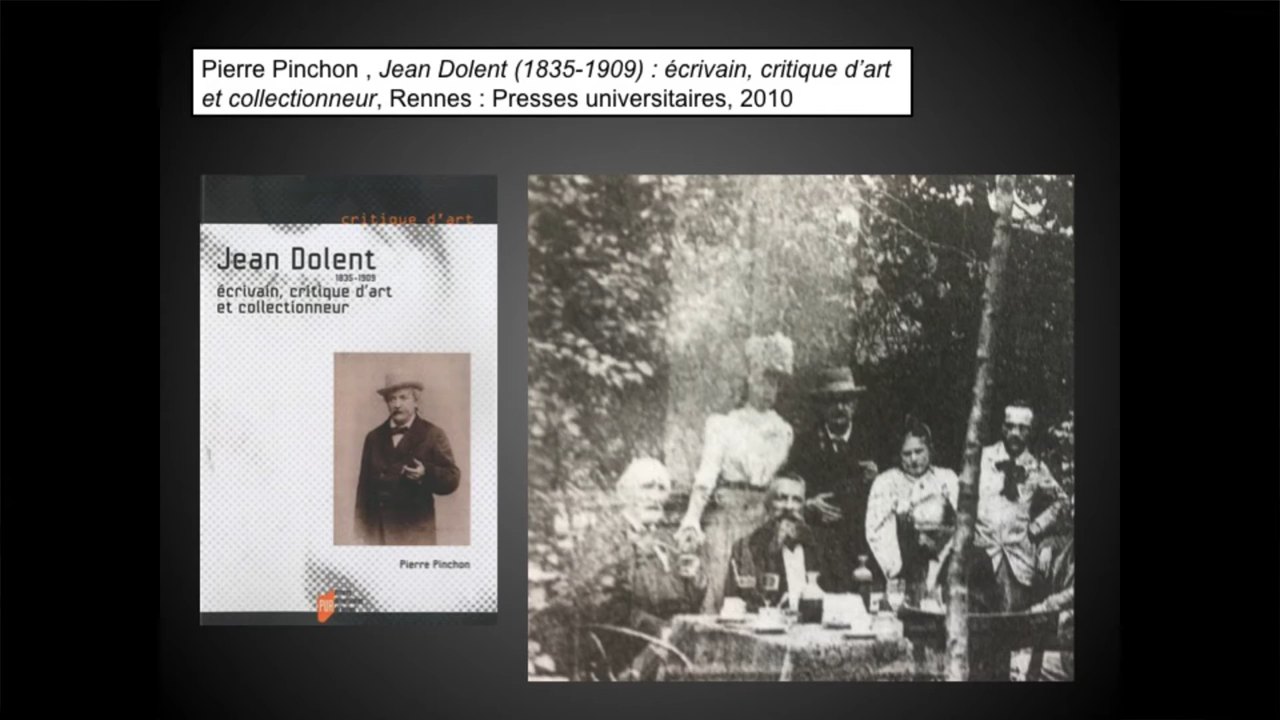 Pierre Pinchon , Jean Dolent (1835-1909) : écrivain, critique d’art
et collectionneur, Rennes : Presses universitaires, 2010
critique d'art
Jean Dolent
1835-1909
écrivain, critique d'art
et collectionneur
Pierre Pinchon
PUR